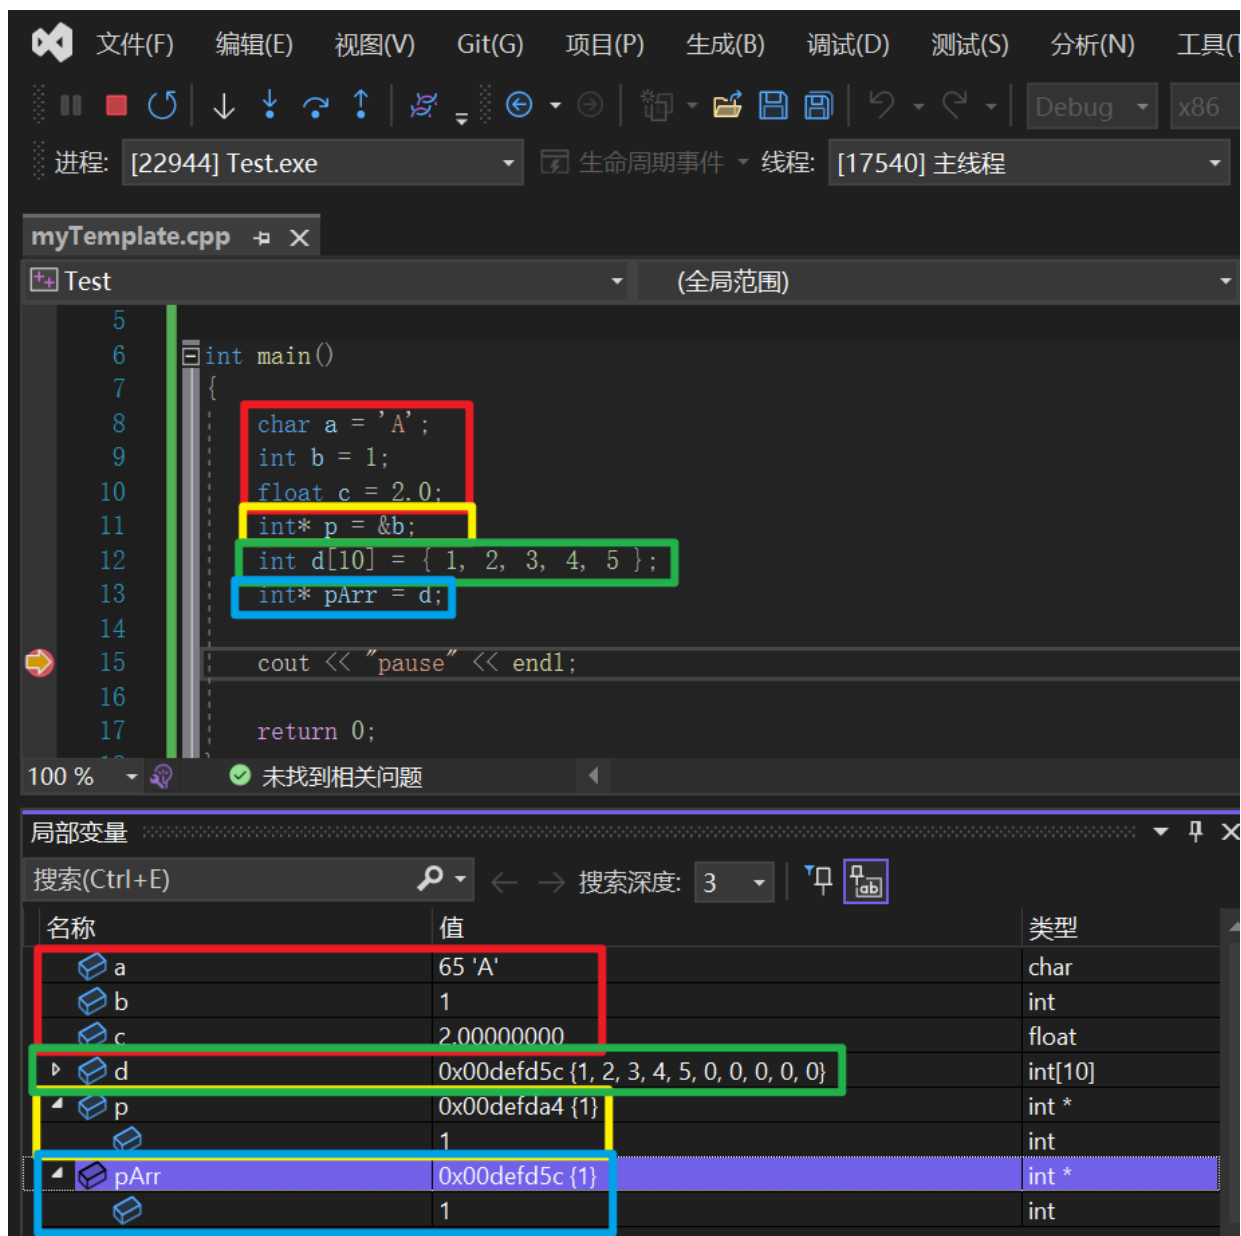 文件(F) 编辑(E) 视图(V) Git(G) 项目(P) 生成(B) 调试(D) 测试(S) 分析(N) 工具(T
Debug x86
进程: [22944] Test.exe 生命周期事件 线程: [17540] 主线程
myTemplate.cpp
Test (全局范围)
5
6 int main()
7 {
8 char a = 'A';
9 int b = 1;
10 float c = 2.0;
11 int* p = &b;
12 int d[10] = { 1, 2, 3, 4, 5 };
13 int* pArr = d;
14
15 cout << "pause" << endl;
16
17 return 0;
100 % 未找到相关问题
局部变量
搜索(Ctrl+E) 搜索深度: 3
名称 值 类型
a 65 'A' char
b 1 int
c 2.00000000 float
d 0x00defd5c {1, 2, 3, 4, 5, 0, 0, 0, 0, 0} int[10]
p 0x00defda4 {1} int *
1 int
pArr 0x00defd5c {1} int *
1 int